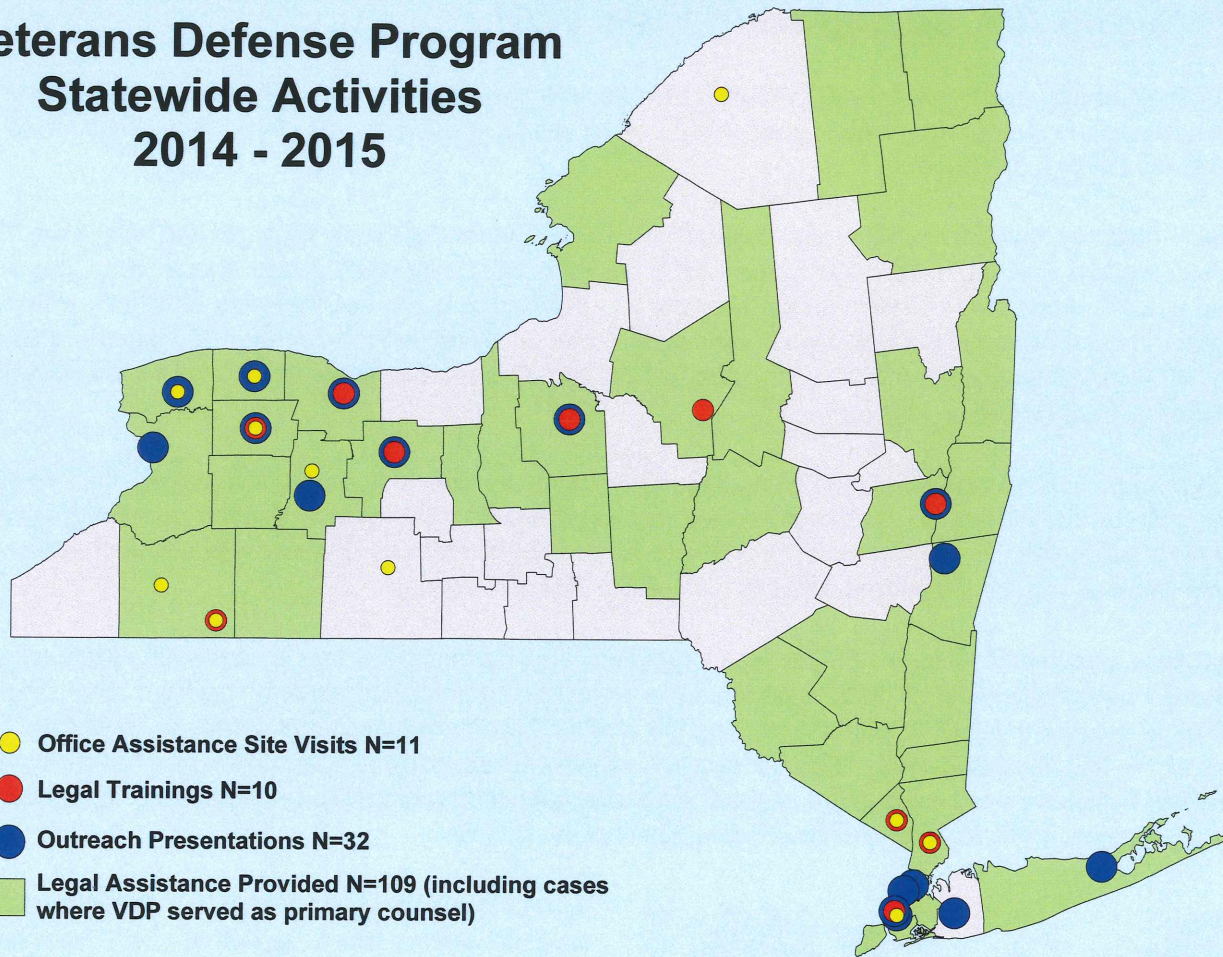 eterans Defense Program
Statewide Activities
2014 - 2015
Office Assistance Site Visits N=11
Legal Trainings N=10
Outreach Presentations N=32
Legal Assistance Provided N=109 (including cases
where VDP served as primary counsel)